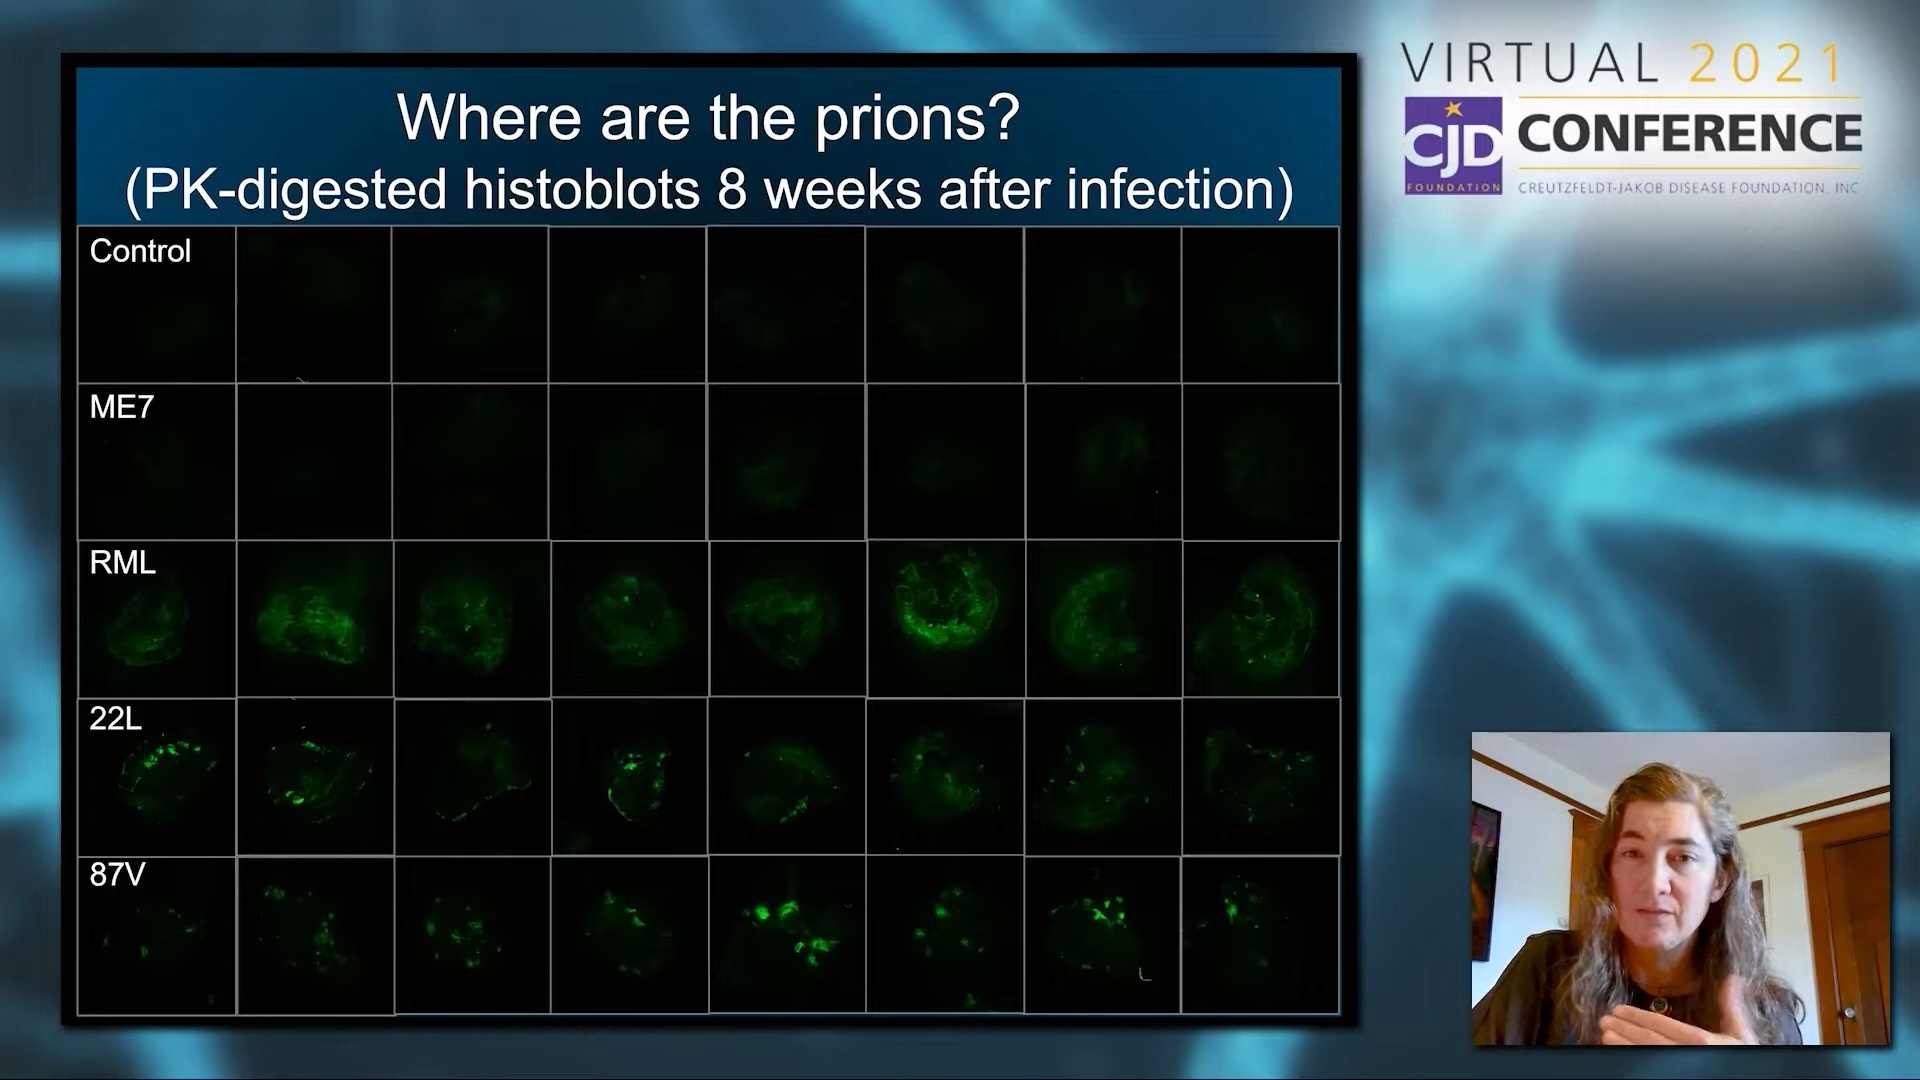 Where are the prions?
(PK-digested histoblots 8 weeks after infection)
Control
ME7
RML
22L
87V
VIRTUAL 2021
CJD
FOUNDATION
CONFERENCE
CREUTZFELDT-JAKOB DISEASE FOUNDATION, INC